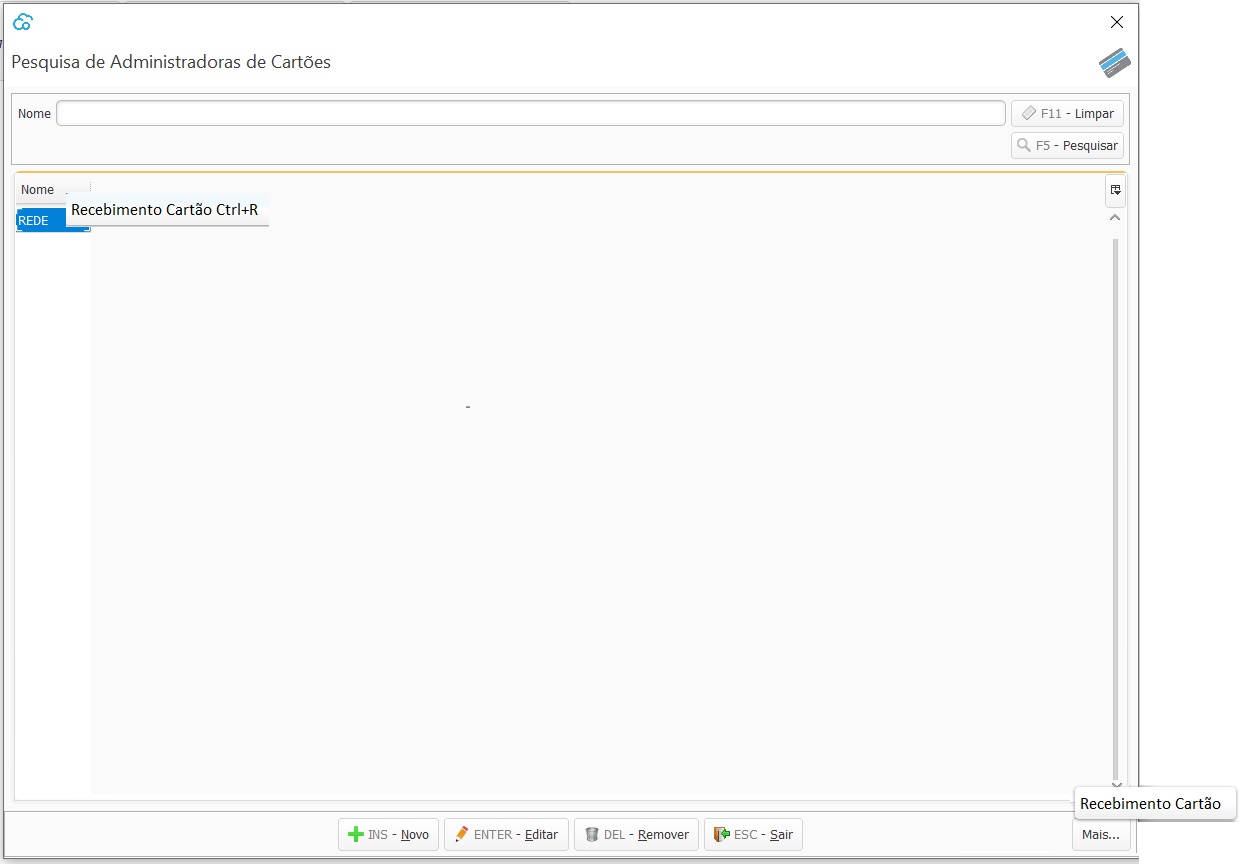 Pesquisa de Administradoras de Cartões
Nome
F11 - Limpar
F5 - Pesquisar
Nome
REDE
Recebimento Cartão Ctrl+R
-
Recebimento Cartão
INS - Novo
ENTER - Editar
DEL - Remover
ESC - Sair
Mais...